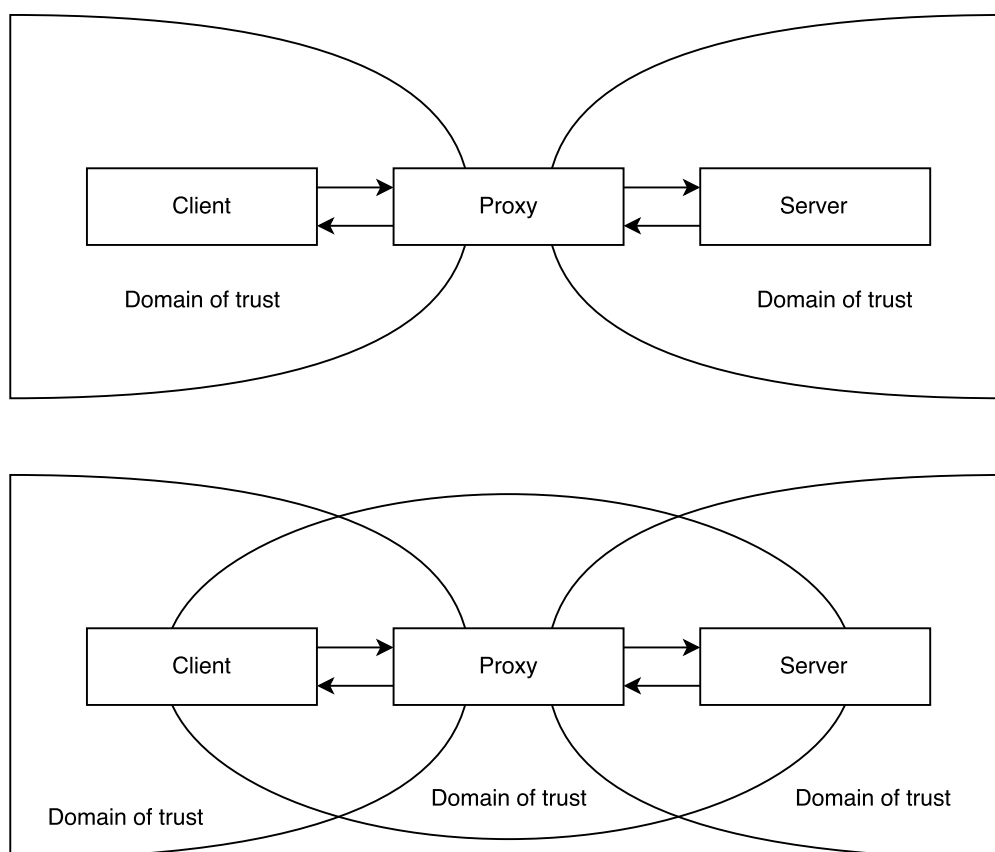 Client
Proxy
Server
Domain of trust
Domain of trust
Client
Proxy
Server
Domain of trust
Domain of trust
Domain of trust